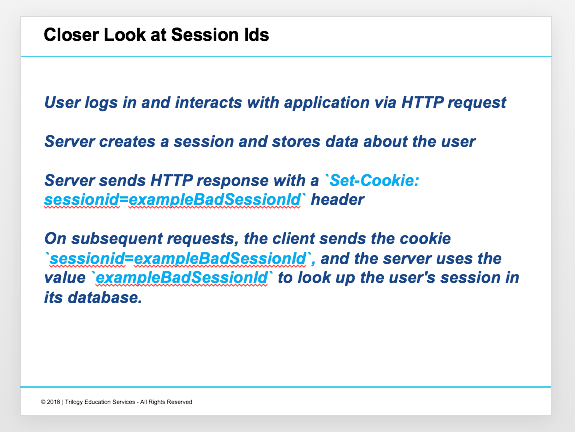 Closer Look at Session Ids
User logs in and interacts with application via HTTP request
Server creates a session and stores data about the user
Server sends HTTP response with a `Set-Cookie:
sessionid=exampleBadSessionId` header
On subsequent requests, the client sends the cookie
`sessionid=exampleBadSessionId`, and the server uses the
value `exampleBadSessionId` to look up the user's session in
its database.
© 2018 | Trilogy Education Services - All Rights Reserved